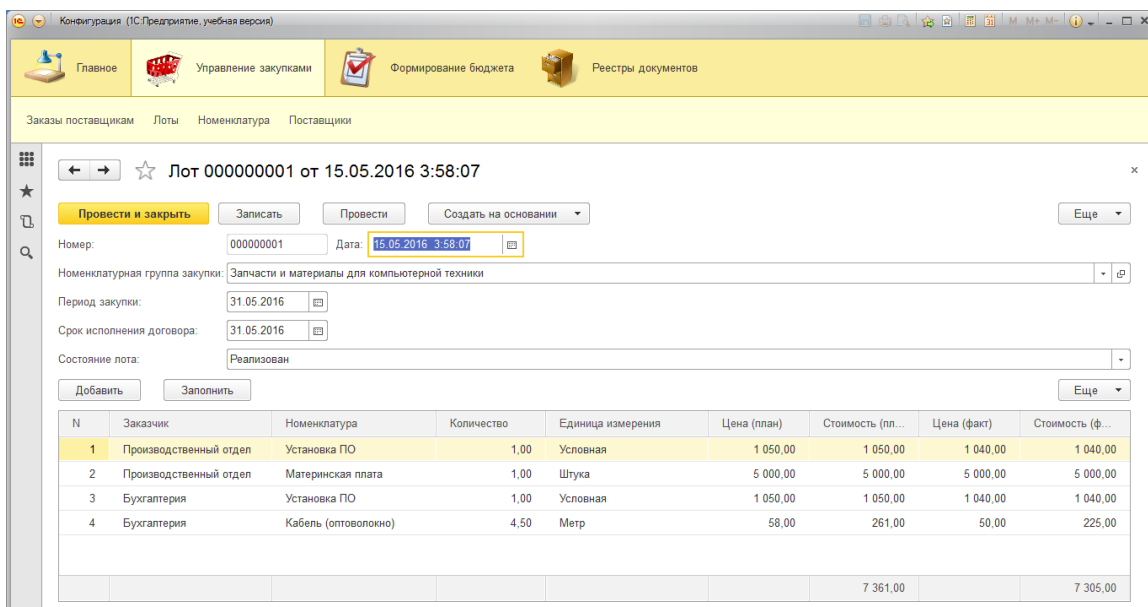 Конфигурация (1С:Предприятие, учебная версия) M M+ M-
Главное Управление закупками Формирование бюджета Реестры документов
Заказы поставщикам Лоты Номенклатура Поставщики
Лот 000000001 от 15.05.2016 3:58:07
Провести и закрыть Записать Провести Создать на основании Еще
Номер: 000000001 Дата: 15.05.2016 3:58:07
Номенклатурная группа закупки: Запчасти и материалы для компьютерной техники
Период закупки: 31.05.2016
Срок исполнения договора: 31.05.2016
Состояние лота: Реализован
Добавить Заполнить Еще
N Заказчик Номенклатура Количество Единица измерения Цена (план) Стоимость (пл... Цена (факт) Стоимость (ф...
1 Производственный отдел Установка ПО 1,00 Условная 1 050,00 1 050,00 1 040,00 1 040,00
2 Производственный отдел Материнская плата 1,00 Штука 5 000,00 5 000,00 5 000,00 5 000,00
3 Бухгалтерия Установка ПО 1,00 Условная 1 050,00 1 050,00 1 040,00 1 040,00
4 Бухгалтерия Кабель (оптоволокно) 4,50 Метр 58,00 261,00 50,00 225,00
7 361,00 7 305,00